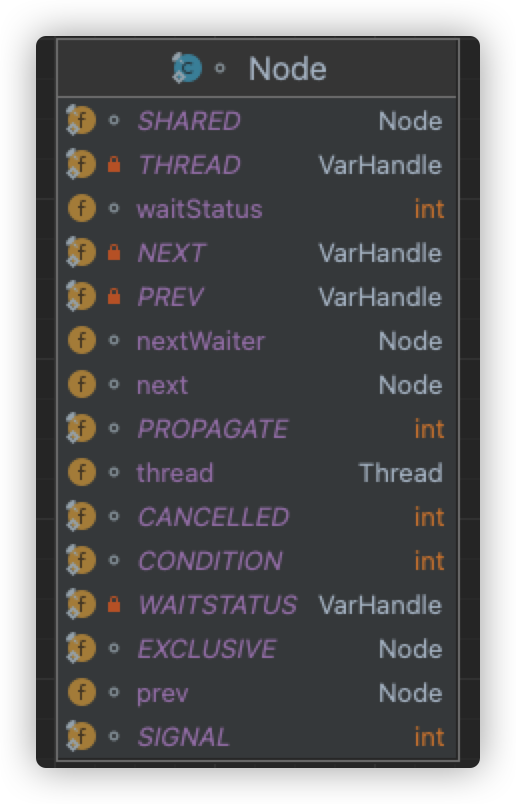 Node
SHARED Node
THREAD VarHandle
waitStatus int
NEXT VarHandle
PREV VarHandle
nextWaiter Node
next Node
PROPAGATE int
thread Thread
CANCELLED int
CONDITION int
WAITSTATUS VarHandle
EXCLUSIVE Node
prev Node
SIGNAL int